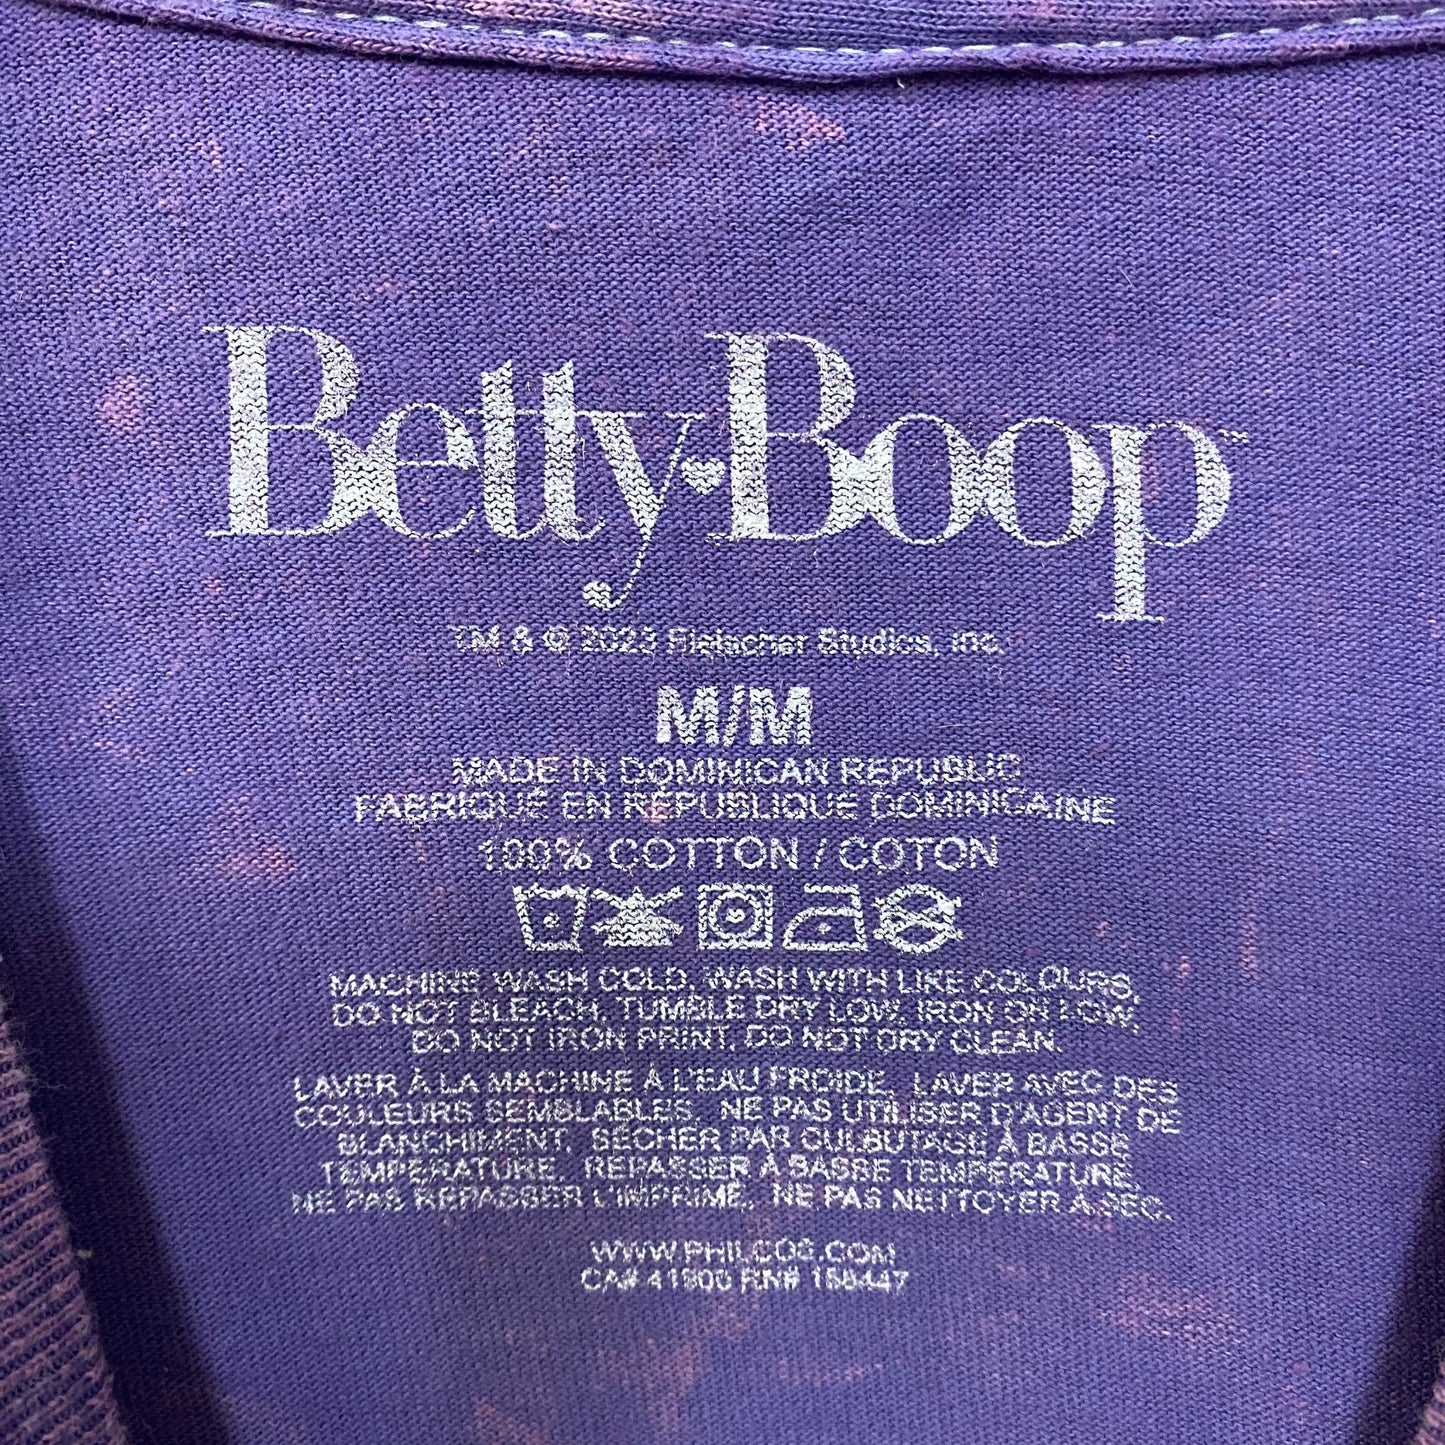 Betty Boop™
TM & © 2023 Fleischer Studios, Inc.
M/M
MADE IN DOMINICAN REPUBLIC
FABRIQUÉ EN RÉPUBLIQUE DOMINICAINE
100% COTTON / COTON
MACHINE WASH COLD, WASH WITH LIKE COLOURS,
DO NOT BLEACH, TUMBLE DRY LOW, IRON ON LOW,
DO NOT IRON PRINT, DO NOT DRY CLEAN.
LAVER À LA MACHINE À L'EAU FROIDE, LAVER AVEC DES
COULEURS SEMBLABLES, NE PAS UTILISER D'AGENT DE
BLANCHIMENT, SÉCHER PAR CULBUTAGE À BASSE
TEMPÉRATURE, REPASSER À BASSE TEMPÉRATURE,
NE PAS REPASSER L'IMPRIMÉ, NE PAS NETTOYER À SEC.
WWW.PHILCOS.COM
CA# 41900 RN#